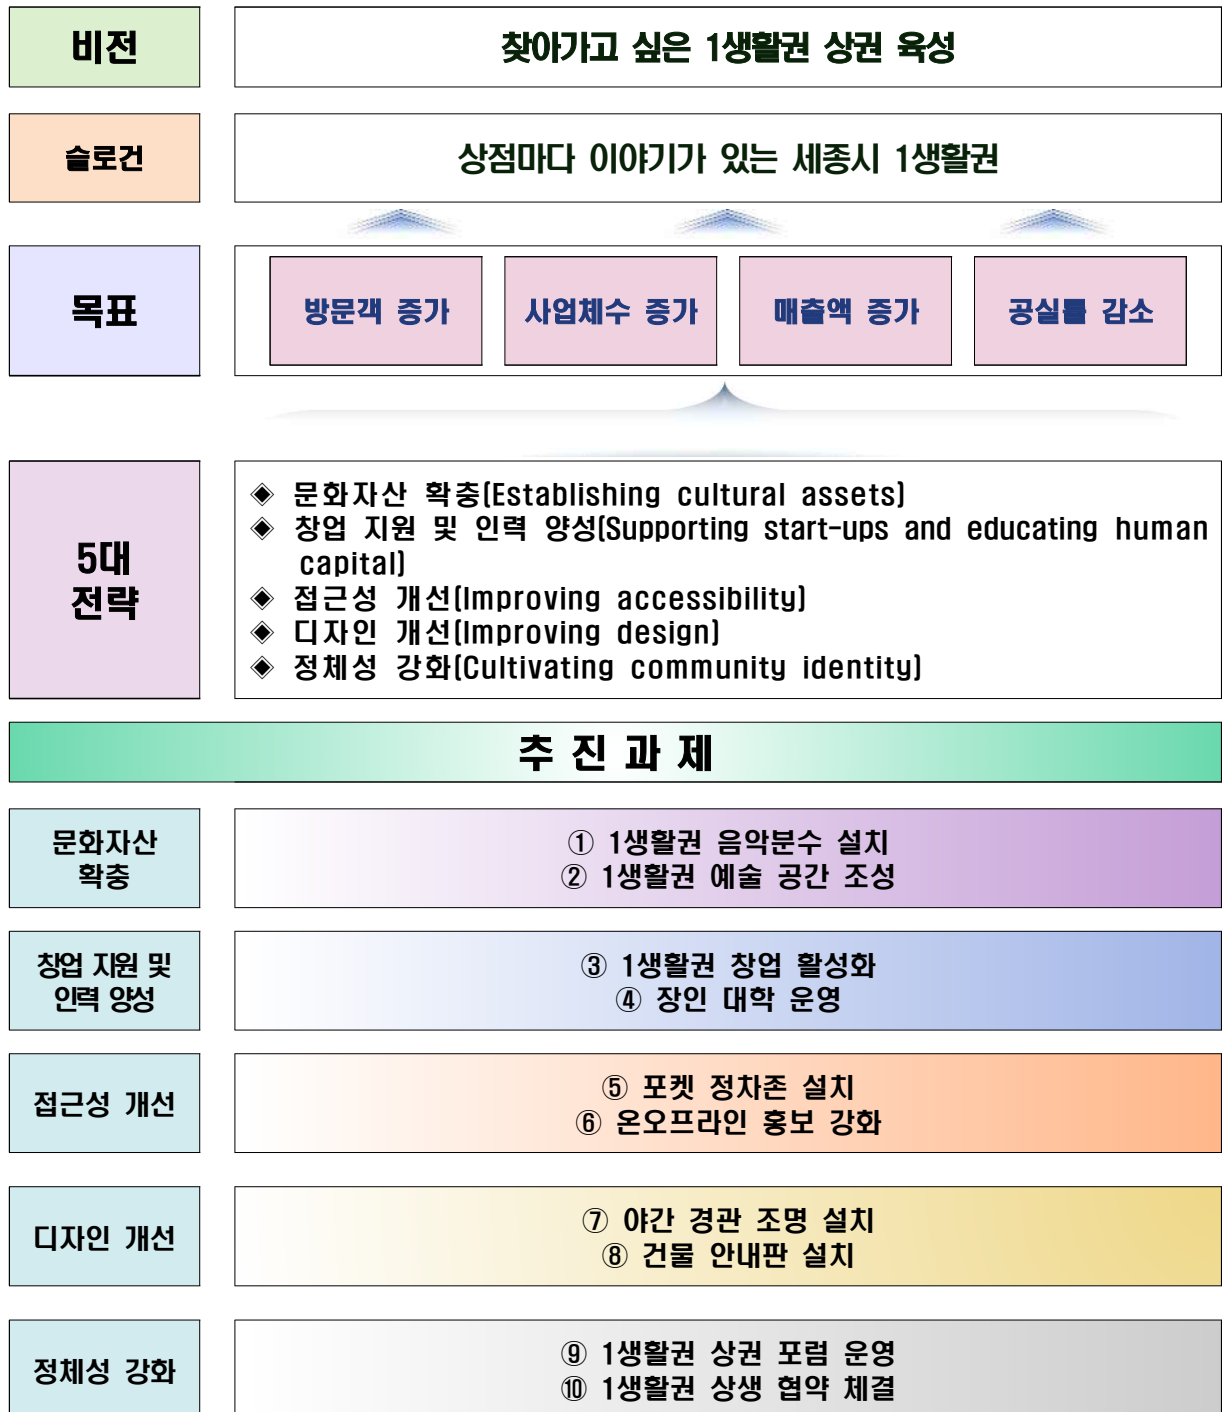 비전
찾아가고 싶은 1생활권 상권 육성
슬로건
상점마다 이야기가 있는 세종시 1생활권
목표
방문객 증가
사업체수 증가
매출액 증가
공실률 감소
5대
전략
◈ 문화자산 확충(Establishing cultural assets)
◈ 창업 지원 및 인력 양성(Supporting start-ups and educating human
capital)
◈ 접근성 개선(Improving accessibility)
◈ 디자인 개선(Improving design)
◈ 정체성 강화(Cultivating community identity)
추진과제
문화자산
확충
① 1생활권 음악분수 설치
② 1생활권 예술 공간 조성
창업 지원 및
인력 양성
③ 1생활권 창업 활성화
④ 장인 대학 운영
접근성 개선
⑤ 포켓 정차존 설치
⑥ 온오프라인 홍보 강화
디자인 개선
⑦ 야간 경관 조명 설치
⑧ 건물 안내판 설치
정체성 강화
⑨ 1생활권 상권 포럼 운영
⑩ 1생활권 상생 협약 체결